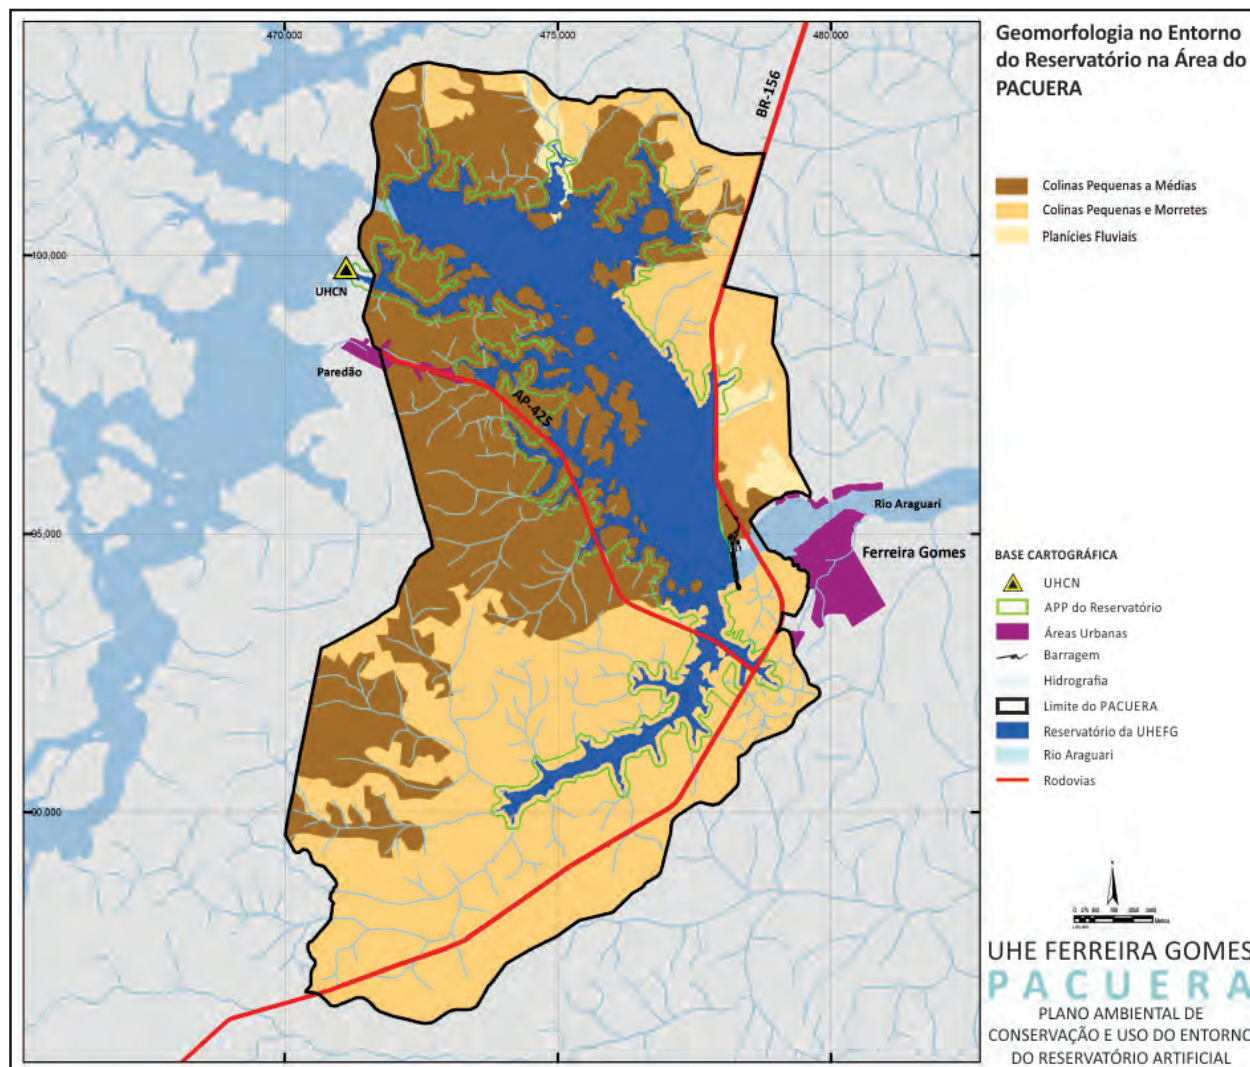 Geomorfologia no Entorno
do Reservatório na Área do
PACUERA
470,000
475,000
480,000
BR-156
Colinas Pequenas a Médias
Colinas Pequenas e Morretes
Planícies Fluviais
100,000
UHCN
Paredão
AP-425
Rio Araguari
95,000
Ferreira Gomes
BASE CARTOGRÁFICA
UHCN
APP do Reservatório
Áreas Urbanas
Barragem
Hidrografia
Limite do PACUERA
Reservatório da UHEFG
Rio Araguari
Rodovias
90,000
UHE FERREIRA GOMES
PACUERA
PLANO AMBIENTAL DE
CONSERVAÇÃO E USO DO ENTORNO
DO RESERVATÓRIO ARTIFICIAL